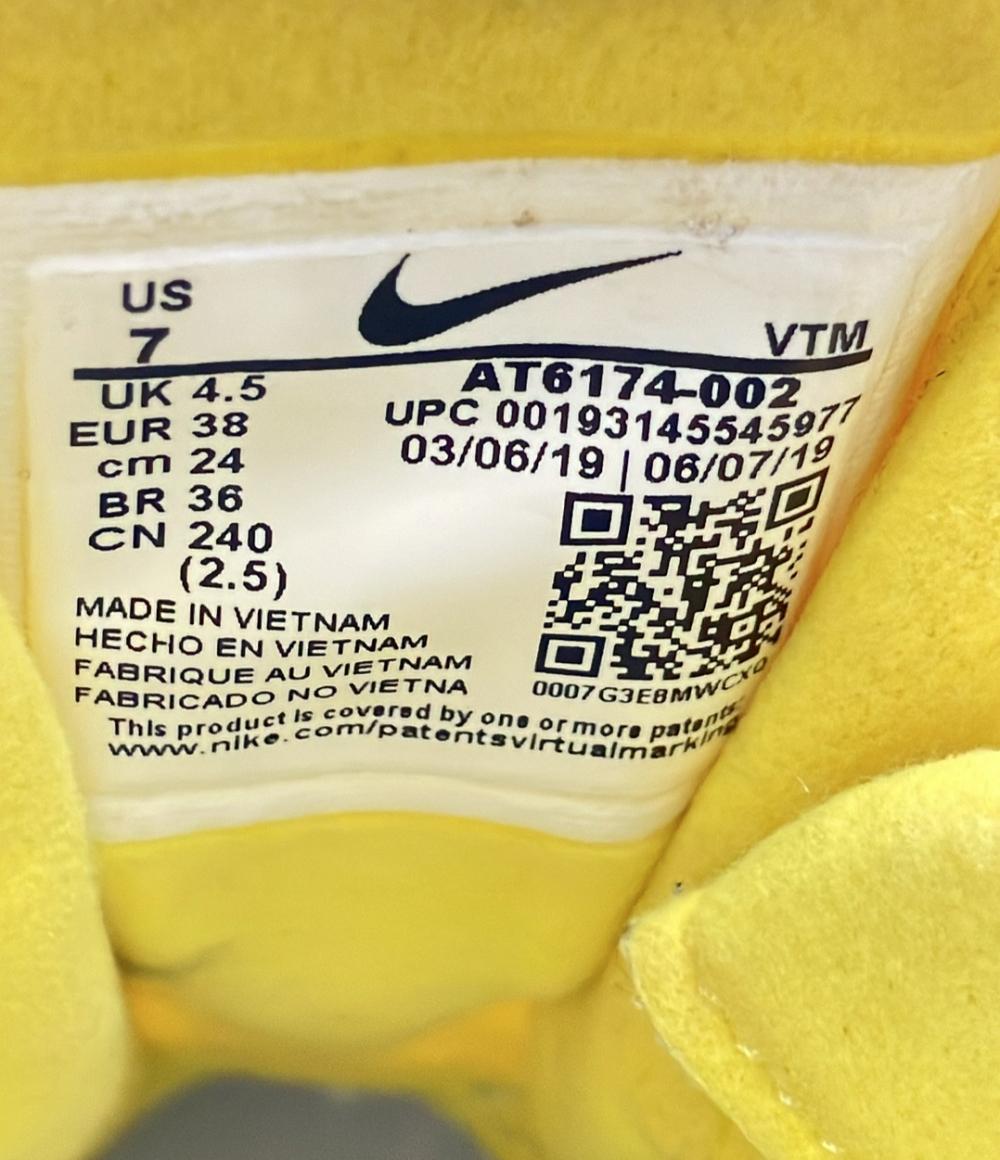 US
7
VTM
UK 4.5
EUR 38
cm 24
BR 36
CN 240
(2.5)
AT6174-002
UPC 00193145545977
03/06/19 | 06/07/19
0007G3E8MWCXQ
MADE IN VIETNAM
HECHO EN VIETNAM
FABRIQUE AU VIETNAM
FABRICADO NO VIETNA
This product is covered by one or more patents.
www.nike.com/patentsvirtualmarking